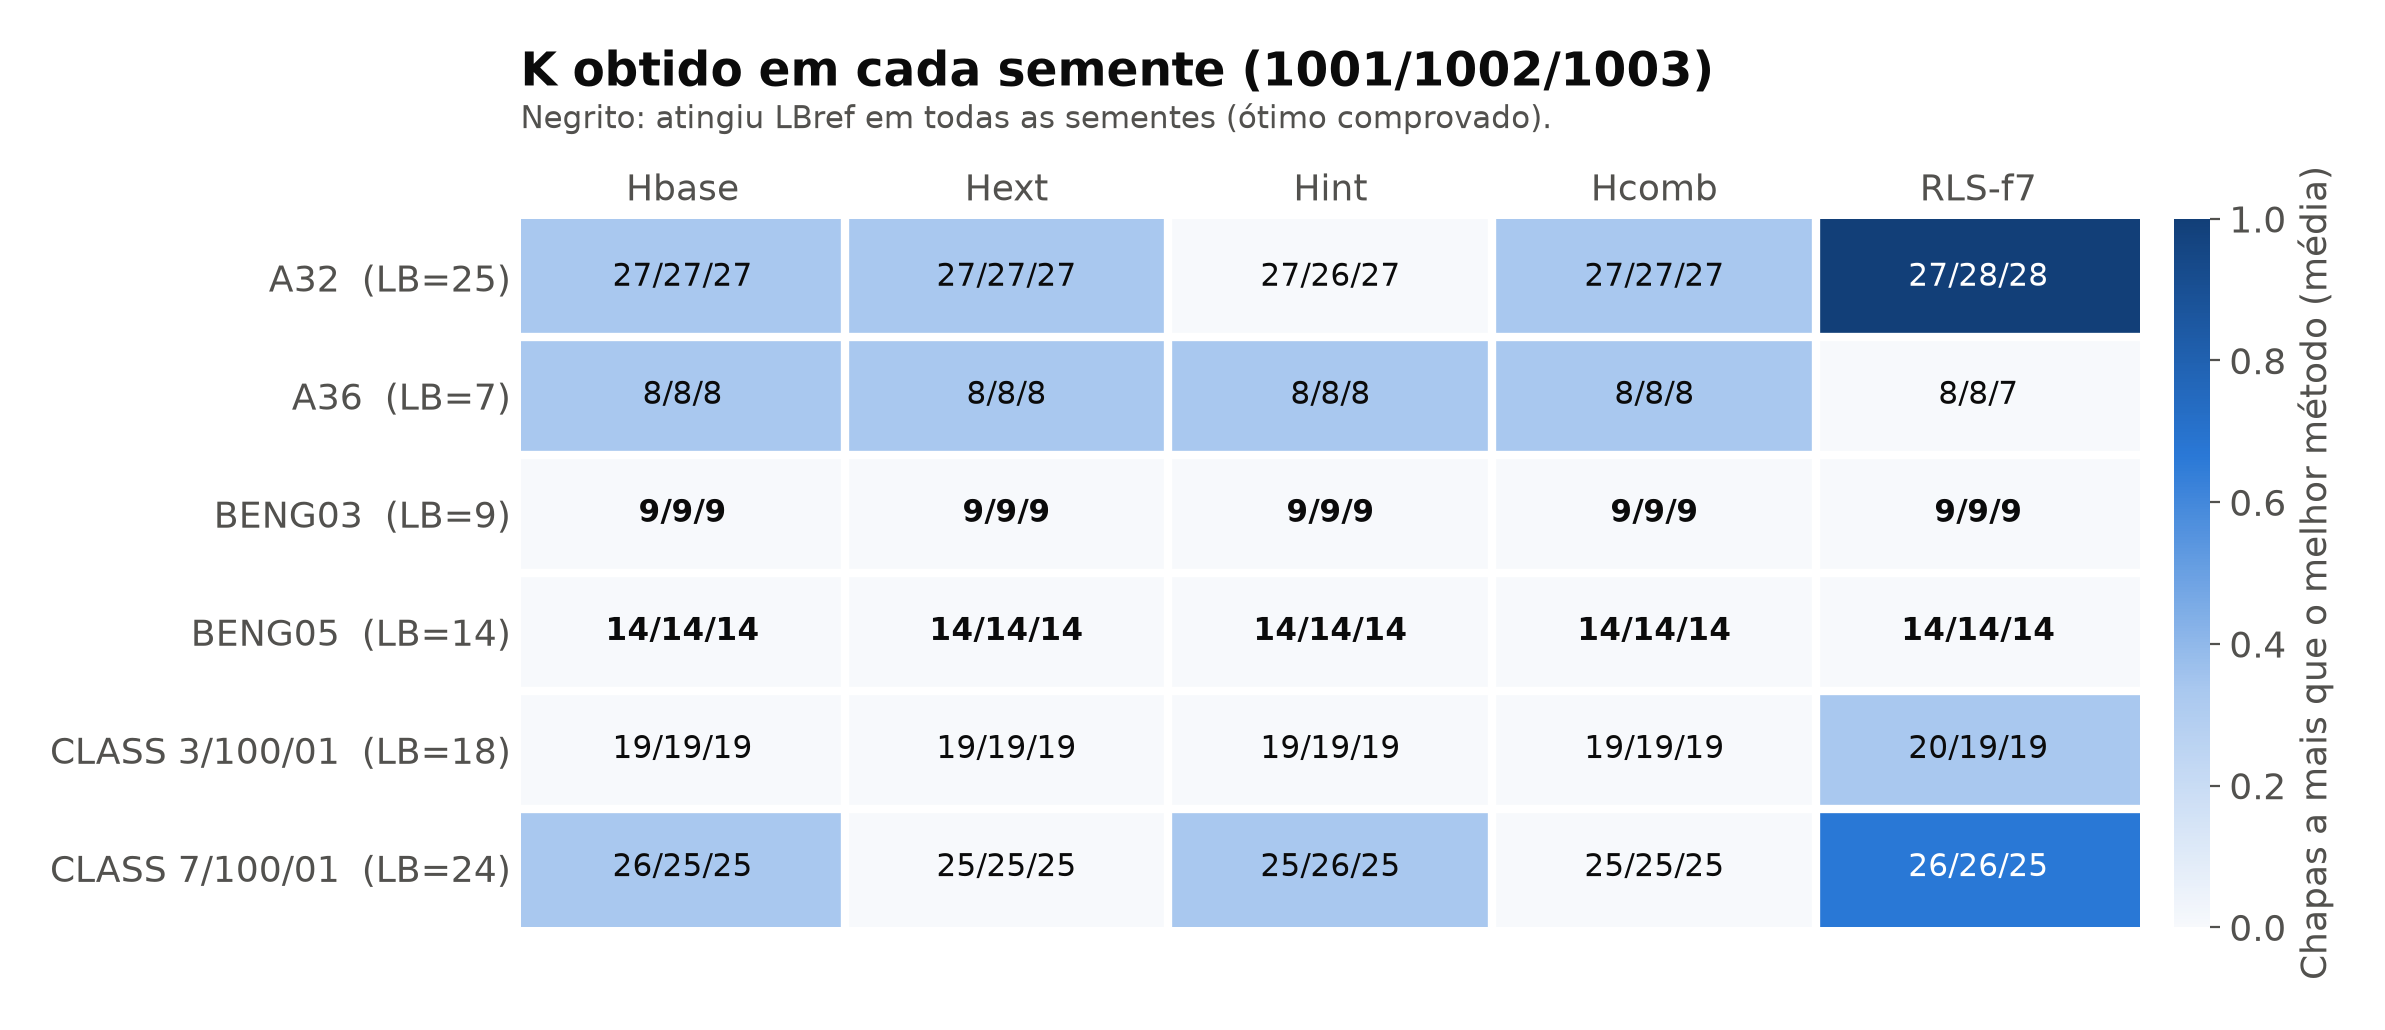 K obtido em cada semente (1001/1002/1003)
Negrito: atingiu LBref em todas as sementes (ótimo comprovado).
Hbase Hext Hint Hcomb RLS-f7
A32 (LB=25) 27/27/27 27/27/27 27/26/27 27/27/27 27/28/28
A36 (LB=7) 8/8/8 8/8/8 8/8/8 8/8/8 8/8/7
BENG03 (LB=9) 9/9/9 9/9/9 9/9/9 9/9/9 9/9/9
BENG05 (LB=14) 14/14/14 14/14/14 14/14/14 14/14/14 14/14/14
CLASS 3/100/01 (LB=18) 19/19/19 19/19/19 19/19/19 19/19/19 20/19/19
CLASS 7/100/01 (LB=24) 26/25/25 25/25/25 25/26/25 25/25/25 26/26/25
1.0
0.8
0.6
0.4
0.2
0.0
Chapas a mais que o melhor método (média)